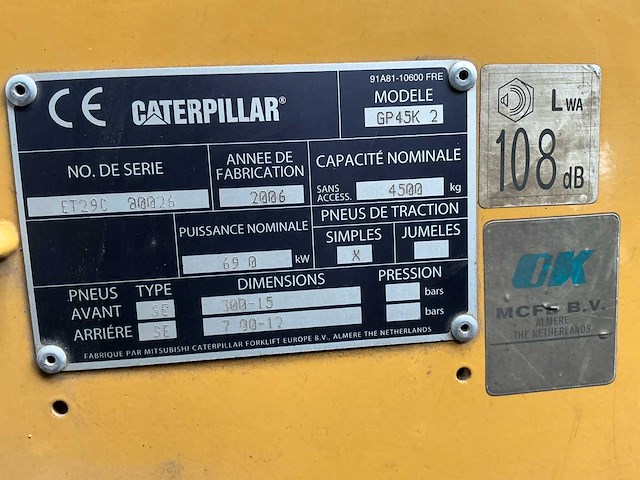 CE CATERPILLAR®
91A81-10600 FRE
MODELE
GP45K 2
NO. DE SERIE
ET29C 80026
ANNEE DE
FABRICATION
2006
CAPACITÉ NOMINALE
SANS
ACCESS. 4500 kg
PUISSANCE NOMINALE
69 0 kW
PNEUS DE TRACTION
SIMPLES JUMELES
X
PNEUS TYPE DIMENSIONS PRESSION
AVANT SE 300-15 bars
ARRIÉRE SE 7 00-12 bars
FABRIQUE PAR MITSUBISHI CATERPILLAR FORKLIFT EUROPE B.V., ALMERE THE NETHERLANDS
LWA
108 dB
OK
MCFE B.V.
ALMERE
THE NETHERLANDS